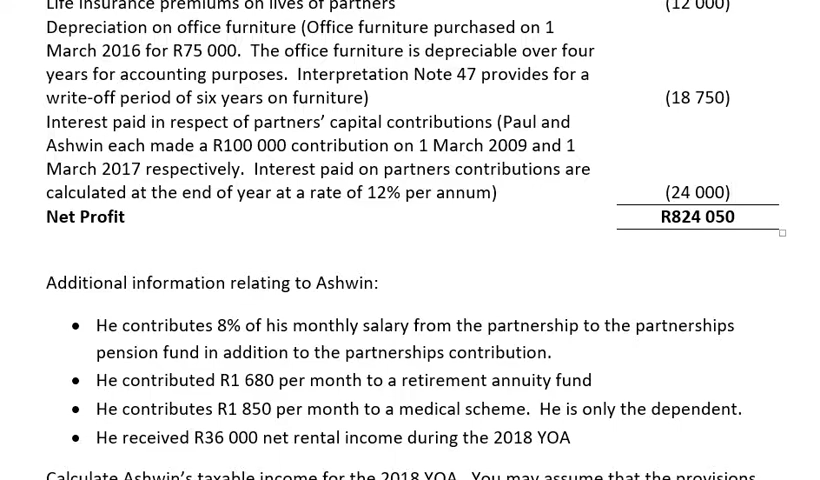 Life insurance premiums on lives of partners (12 000)
Depreciation on office furniture (Office furniture purchased on 1
March 2016 for R75 000. The office furniture is depreciable over four
years for accounting purposes. Interpretation Note 47 provides for a
write-off period of six years on furniture) (18 750)
Interest paid in respect of partners' capital contributions (Paul and
Ashwin each made a R100 000 contribution on 1 March 2009 and 1
March 2017 respectively. Interest paid on partners contributions are
calculated at the end of year at a rate of 12% per annum) (24 000)
Net Profit R824 050
Additional information relating to Ashwin:
• He contributes 8% of his monthly salary from the partnership to the partnerships
pension fund in addition to the partnerships contribution.
• He contributed R1 680 per month to a retirement annuity fund
• He contributes R1 850 per month to a medical scheme. He is only the dependent.
• He received R36 000 net rental income during the 2018 YOA
Calculate Ashwin's taxable income for the 2018 YOA. You may assume that the provisions